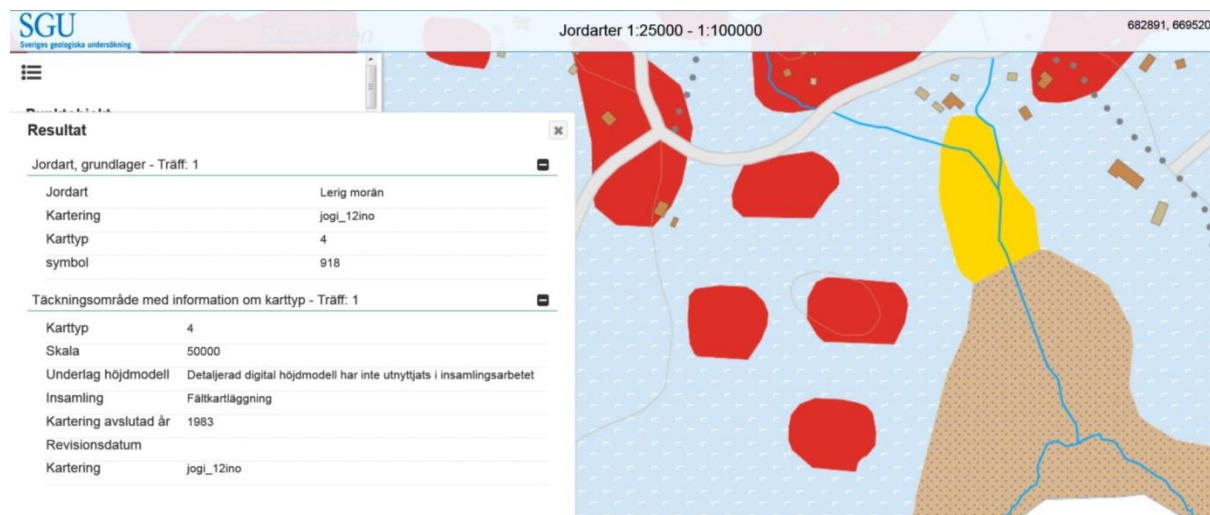 SGU
Sveriges geologiska undersökning
Jordarter 1:25000 - 1:100000
682891, 669520
Punktobjekt
Resultat
Jordart, grundlager - Träff: 1
Jordart Lerig morän
Kartering jogi_12ino
Karttyp 4
symbol 918
Täckningsområde med information om karttyp - Träff: 1
Karttyp 4
Skala 50000
Underlag höjdmodell Detaljerad digital höjdmodell har inte utnyttjats i insamlingsarbetet
Insamling Fältkartläggning
Kartering avslutad år 1983
Revisionsdatum
Kartering jogi_12ino